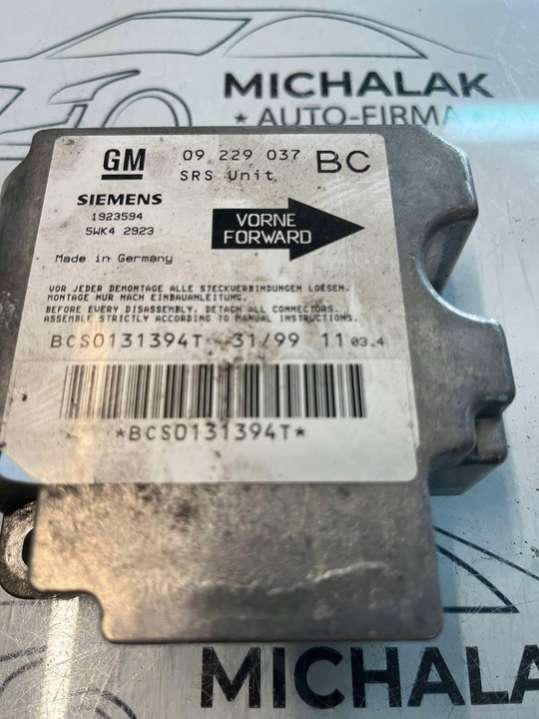 MICHALAK
★ AUTO-FIRMA
GM 09 229 037 BC
SRS Unit
SIEMENS
1923594
5WK4 2923
VORNE
FORWARD
Made in Germany
VOR JEDER DEMONTAGE ALLE STECKVERBINDUNGEN LOESEN.
MONTAGE NUR NACH EINBAUANLEITUNG.
BEFORE EVERY DISASSEMBLY, DETACH ALL CONNECTORS.
ASSEMBLE STRICTLY ACCORDING TO MANUAL INSTRUCTIONS.
BCS0131394T 31/99 11 03.4
*BCS0131394T*
MICHALAK